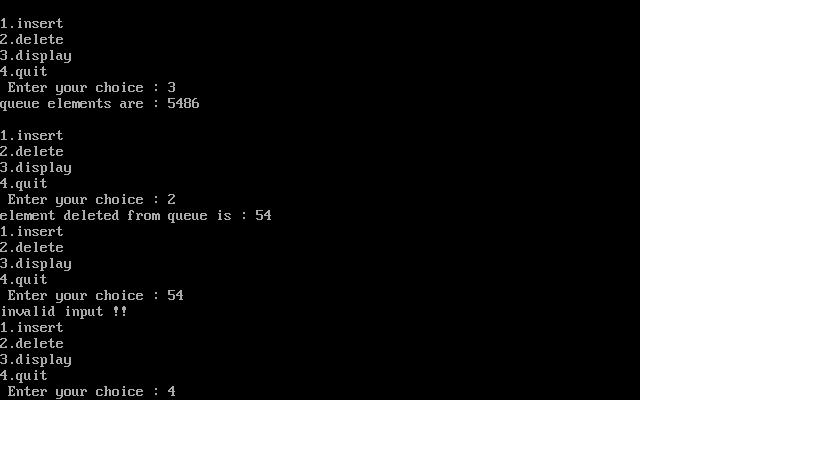 1.insert
2.delete
3.display
4.quit
 Enter your choice : 3
queue elements are : 5486
1.insert
2.delete
3.display
4.quit
 Enter your choice : 2
element deleted from queue is : 54
1.insert
2.delete
3.display
4.quit
 Enter your choice : 54
invalid input !!
1.insert
2.delete
3.display
4.quit
 Enter your choice : 4